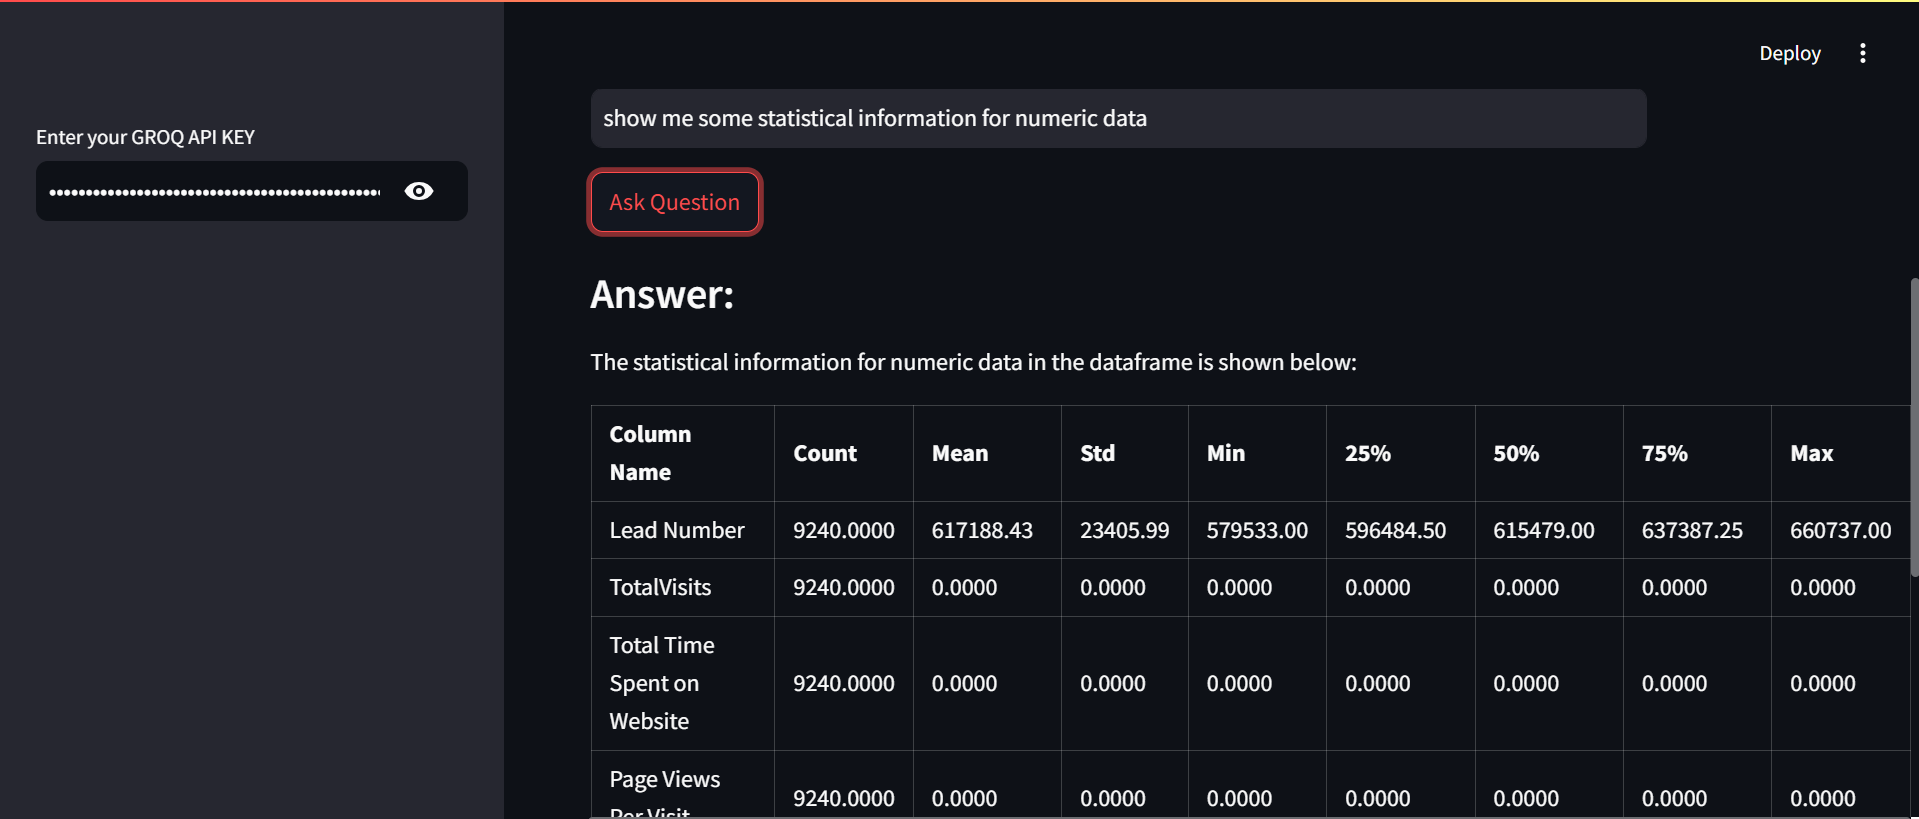 Deploy
Enter your GROQ API KEY
show me some statistical information for numeric data
Ask Question
Answer:
The statistical information for numeric data in the dataframe is shown below:
Column Name Count Mean Std Min 25% 50% 75% Max
Lead Number 9240.0000 617188.43 23405.99 579533.00 596484.50 615479.00 637387.25 660737.00
TotalVisits 9240.0000 0.0000 0.0000 0.0000 0.0000 0.0000 0.0000 0.0000
Total Time Spent on Website 9240.0000 0.0000 0.0000 0.0000 0.0000 0.0000 0.0000 0.0000
Page Views Per Visit 9240.0000 0.0000 0.0000 0.0000 0.0000 0.0000 0.0000 0.0000